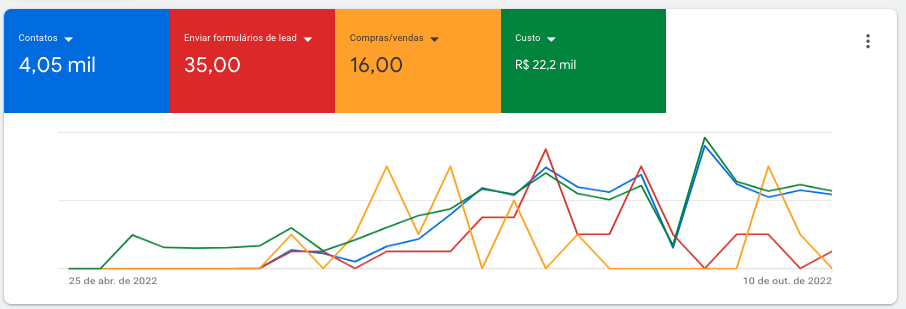 Contatos
4,05 mil
Enviar formulários de lead
35,00
Compras/vendas
16,00
Custo
R$ 22,2 mil
25 de abr. de 2022
10 de out. de 2022